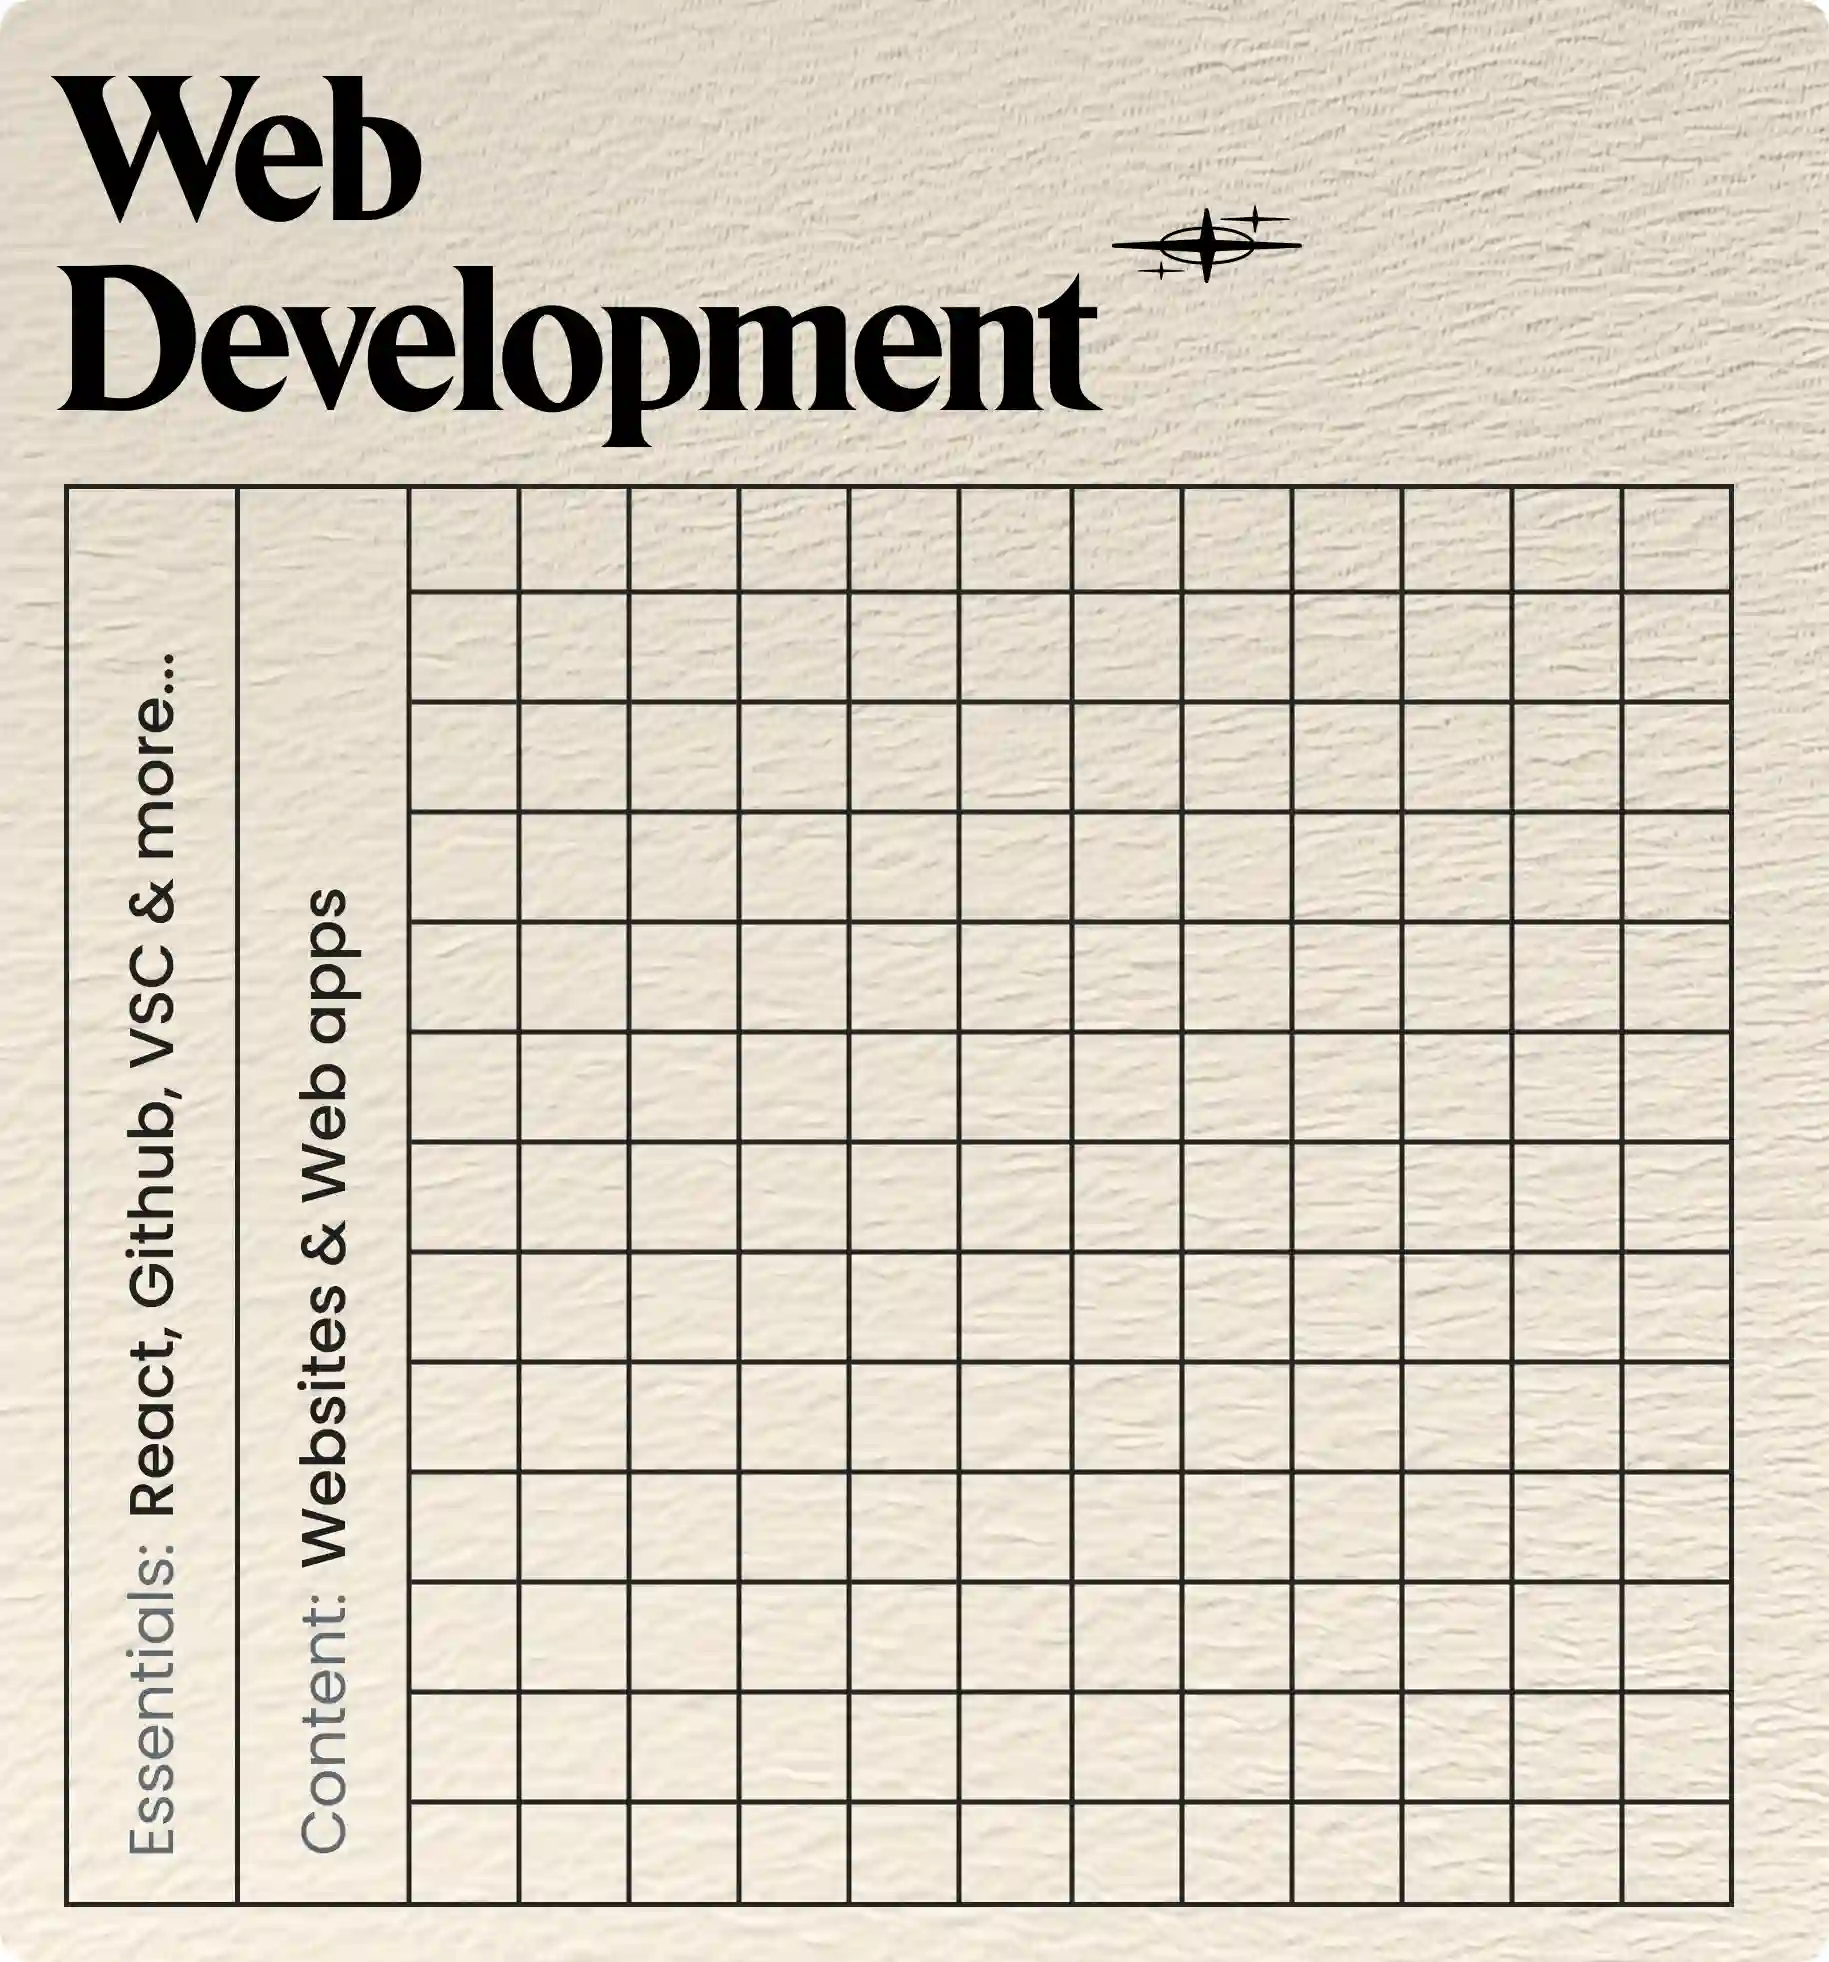 Web
Development
Essentials: React, Github, VSC & more...
Content: Websites & Web apps